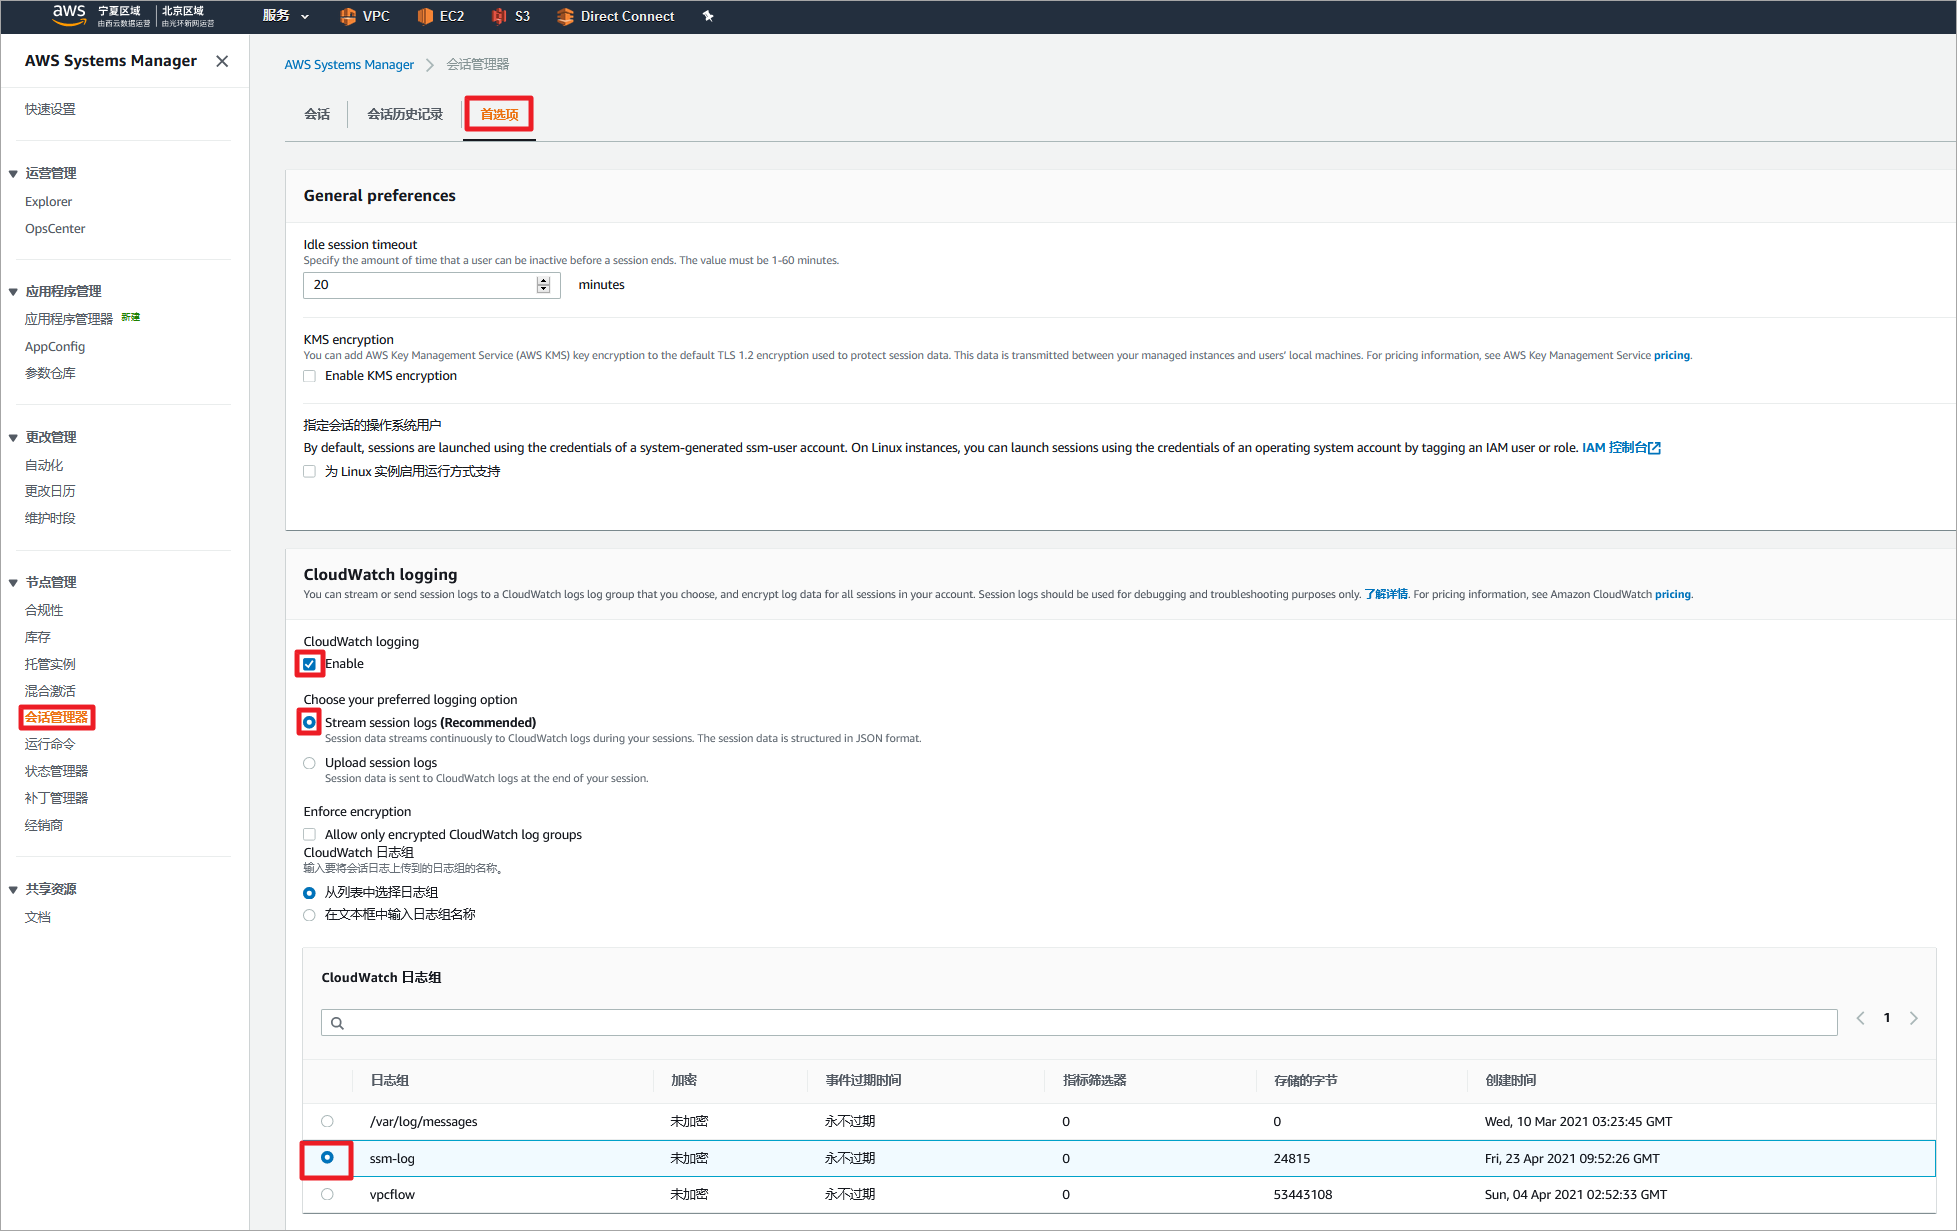 aws 宁夏区域 北京区域
由西云数据运营 由光环新网运营
服务 VPC EC2 S3 Direct Connect
AWS Systems Manager
快速设置
运营管理
Explorer
OpsCenter
应用程序管理
应用程序管理器 新建
AppConfig
参数仓库
更改管理
自动化
更改日历
维护时段
节点管理
合规性
库存
托管实例
混合激活
会话管理器
运行命令
状态管理器
补丁管理器
经销商
共享资源
文档
AWS Systems Manager 会话管理器
会话 会话历史记录 首选项
General preferences
Idle session timeout
Specify the amount of time that a user can be inactive before a session ends. The value must be 1-60 minutes.
20 minutes
KMS encryption
You can add AWS Key Management Service (AWS KMS) key encryption to the default TLS 1.2 encryption used to protect session data. This data is transmitted between your managed instances and users' local machines. For pricing information, see AWS Key Management Service pricing.
Enable KMS encryption
指定会话的操作系统用户
By default, sessions are launched using the credentials of a system-generated ssm-user account. On Linux instances, you can launch sessions using the credentials of an operating system account by tagging an IAM user or role. IAM 控制台
为 Linux 实例启用运行方式支持
CloudWatch logging
You can stream or send session logs to a CloudWatch logs log group that you choose, and encrypt log data for all sessions in your account. Session logs should be used for debugging and troubleshooting purposes only. 了解详情. For pricing information, see Amazon CloudWatch pricing.
CloudWatch logging
Enable
Choose your preferred logging option
Stream session logs (Recommended)
Session data streams continuously to CloudWatch logs during your sessions. The session data is structured in JSON format.
Upload session logs
Session data is sent to CloudWatch logs at the end of your session.
Enforce encryption
Allow only encrypted CloudWatch log groups
CloudWatch 日志组
输入要将会话日志上传到的日志组的名称。
从列表中选择日志组
在文本框中输入日志组名称
CloudWatch 日志组
1
日志组 加密 事件过期时间 指标筛选器 存储的字节 创建时间
/var/log/messages 未加密 永不过期 0 0 Wed, 10 Mar 2021 03:23:45 GMT
ssm-log 未加密 永不过期 0 24815 Fri, 23 Apr 2021 09:52:26 GMT
vpcflow 未加密 永不过期 0 53443108 Sun, 04 Apr 2021 02:52:33 GMT